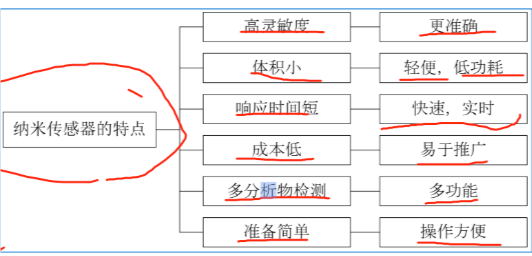 高灵敏度 更准确
体积小 轻便，低功耗
响应时间短 快速，实时
纳米传感器的特点
成本低 易于推广
多分析物检测 多功能
准备简单 操作方便